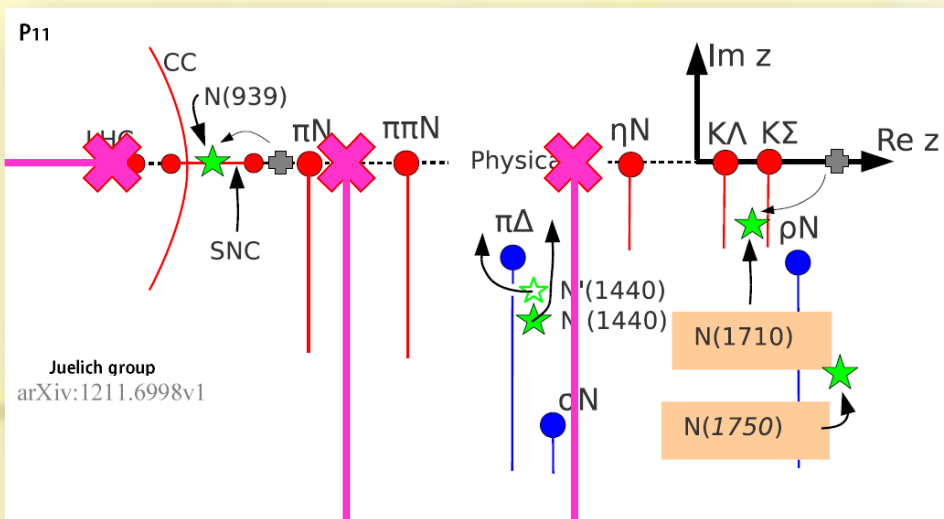 P11
CC
N(939)
πN
ππN
SNC
Physica
ηN
Im z
KΛ
KΣ
Re z
πΔ
N'(1440)
N (1440)
ρN
N(1710)
N(1750)
Juelich group
arXiv:1211.6998v1